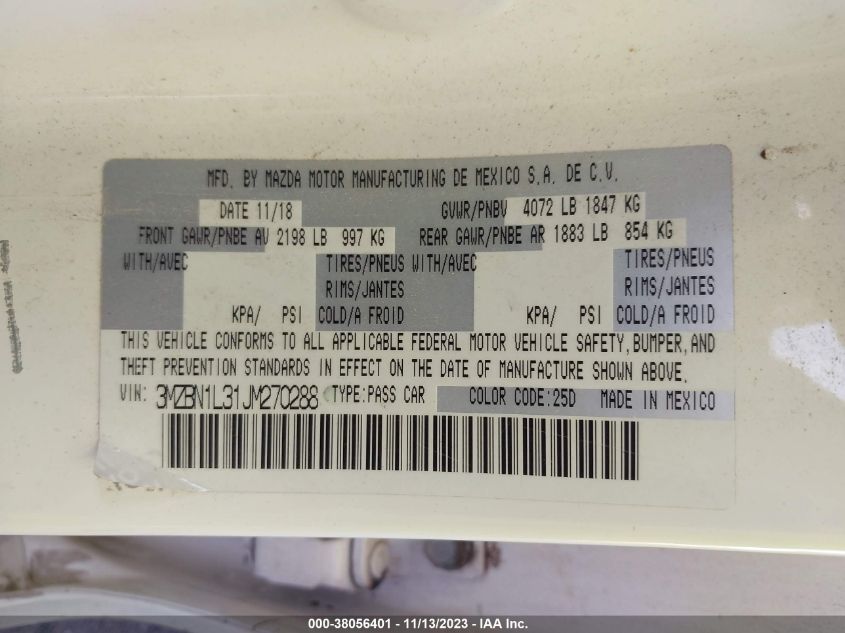 MFD. BY MAZDA MOTOR MANUFACTURING DE MEXICO S.A. DE C.V.
DATE 11/18 GVWR/PNBV 4072 LB 1847 KG
FRONT GAWR/PNBE AV 2198 LB 997 KG REAR GAWR/PNBE AR 1883 LB 854 KG
WITH/AVEC TIRES/PNEUS WITH/AVEC TIRES/PNEUS
RIMS/JANTES RIMS/JANTES
KPA/ PSI COLD/A FROID KPA/ PSI COLD/A FROID
THIS VEHICLE CONFORMS TO ALL APPLICABLE FEDERAL MOTOR VEHICLE SAFETY, BUMPER, AND
THEFT PREVENTION STANDARDS IN EFFECT ON THE DATE OF MANUFACTURE SHOWN ABOVE.
VIN: 3MZBN1L31JM270288 TYPE:PASS CAR COLOR CODE:25D MADE IN MEXICO
000-38056401 - 11/13/2023 - IAA Inc.